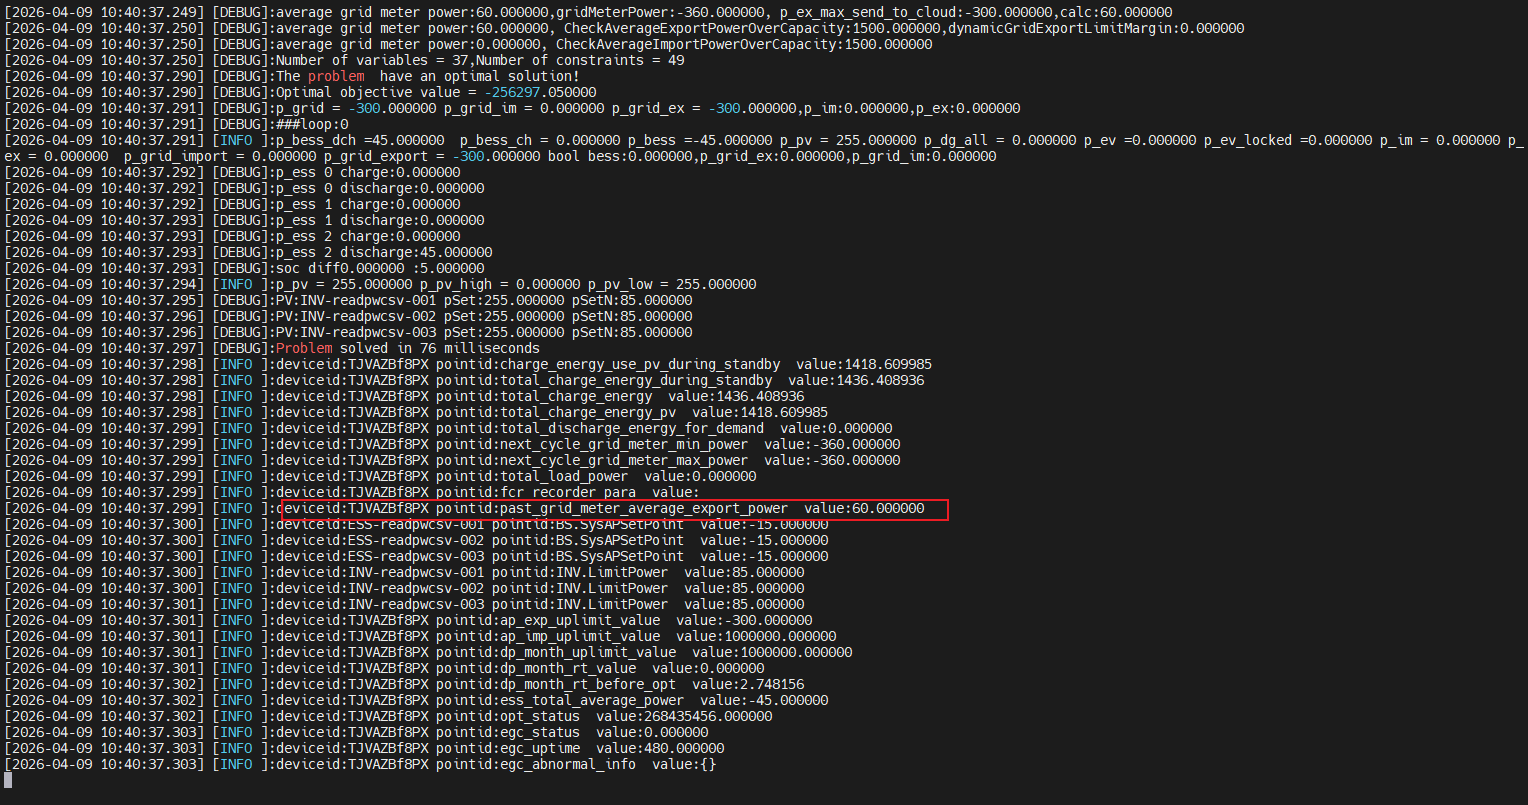 [2026-04-09 10:40:37.249] [DEBUG]:average grid meter power:60.000000,gridMeterPower:-360.000000, p_ex_max_send_to_cloud:-300.000000,calc:60.000000
[2026-04-09 10:40:37.250] [DEBUG]:average grid meter power:60.000000, CheckAverageExportPowerOverCapacity:1500.000000,dynamicGridExportLimitMargin:0.000000
[2026-04-09 10:40:37.250] [DEBUG]:average grid meter power:0.000000, CheckAverageImportPowerOverCapacity:1500.000000
[2026-04-09 10:40:37.250] [DEBUG]:Number of variables = 37,Number of constraints = 49
[2026-04-09 10:40:37.290] [DEBUG]:The problem  have an optimal solution!
[2026-04-09 10:40:37.290] [DEBUG]:Optimal objective value = -256297.050000
[2026-04-09 10:40:37.291] [DEBUG]:p_grid = -300.000000 p_grid_im = 0.000000 p_grid_ex = -300.000000,p_im:0.000000,p_ex:0.000000
[2026-04-09 10:40:37.291] [DEBUG]:###loop:0
[2026-04-09 10:40:37.291] [INFO ]:p_bess_dch =45.000000  p_bess_ch = 0.000000 p_bess =-45.000000 p_pv = 255.000000 p_dg_all = 0.000000 p_ev =0.000000 p_ev_locked =0.000000 p_im = 0.000000 p_
ex = 0.000000  p_grid_import = 0.000000 p_grid_export = -300.000000 bool bess:0.000000,p_grid_ex:0.000000,p_grid_im:0.000000
[2026-04-09 10:40:37.292] [DEBUG]:p_ess 0 charge:0.000000
[2026-04-09 10:40:37.292] [DEBUG]:p_ess 0 discharge:0.000000
[2026-04-09 10:40:37.292] [DEBUG]:p_ess 1 charge:0.000000
[2026-04-09 10:40:37.293] [DEBUG]:p_ess 1 discharge:0.000000
[2026-04-09 10:40:37.293] [DEBUG]:p_ess 2 charge:0.000000
[2026-04-09 10:40:37.293] [DEBUG]:p_ess 2 discharge:45.000000
[2026-04-09 10:40:37.293] [DEBUG]:soc diff0.000000 :5.000000
[2026-04-09 10:40:37.294] [INFO ]:p_pv = 255.000000 p_pv_high = 0.000000 p_pv_low = 255.000000
[2026-04-09 10:40:37.295] [DEBUG]:PV:INV-readpwcsv-001 pSet:255.000000 pSetN:85.000000
[2026-04-09 10:40:37.296] [DEBUG]:PV:INV-readpwcsv-002 pSet:255.000000 pSetN:85.000000
[2026-04-09 10:40:37.296] [DEBUG]:PV:INV-readpwcsv-003 pSet:255.000000 pSetN:85.000000
[2026-04-09 10:40:37.297] [DEBUG]:Problem solved in 76 milliseconds
[2026-04-09 10:40:37.298] [INFO ]:deviceid:TJVAZBf8PX pointid:charge_energy_use_pv_during_standby  value:1418.609985
[2026-04-09 10:40:37.298] [INFO ]:deviceid:TJVAZBf8PX pointid:total_charge_energy_during_standby  value:1436.408936
[2026-04-09 10:40:37.298] [INFO ]:deviceid:TJVAZBf8PX pointid:total_charge_energy  value:1436.408936
[2026-04-09 10:40:37.298] [INFO ]:deviceid:TJVAZBf8PX pointid:total_charge_energy_pv  value:1418.609985
[2026-04-09 10:40:37.299] [INFO ]:deviceid:TJVAZBf8PX pointid:total_discharge_energy_for_demand  value:0.000000
[2026-04-09 10:40:37.299] [INFO ]:deviceid:TJVAZBf8PX pointid:next_cycle_grid_meter_min_power  value:-360.000000
[2026-04-09 10:40:37.299] [INFO ]:deviceid:TJVAZBf8PX pointid:next_cycle_grid_meter_max_power  value:-360.000000
[2026-04-09 10:40:37.299] [INFO ]:deviceid:TJVAZBf8PX pointid:total_load_power  value:0.000000
[2026-04-09 10:40:37.299] [INFO ]:deviceid:TJVAZBf8PX pointid:fcr_recorder_para  value:
[2026-04-09 10:40:37.299] [INFO ]:deviceid:TJVAZBf8PX pointid:past_grid_meter_average_export_power  value:60.000000
[2026-04-09 10:40:37.300] [INFO ]:deviceid:ESS-readpwcsv-001 pointid:BS.SysAPSetPoint  value:-15.000000
[2026-04-09 10:40:37.300] [INFO ]:deviceid:ESS-readpwcsv-002 pointid:BS.SysAPSetPoint  value:-15.000000
[2026-04-09 10:40:37.300] [INFO ]:deviceid:ESS-readpwcsv-003 pointid:BS.SysAPSetPoint  value:-15.000000
[2026-04-09 10:40:37.300] [INFO ]:deviceid:INV-readpwcsv-001 pointid:INV.LimitPower  value:85.000000
[2026-04-09 10:40:37.300] [INFO ]:deviceid:INV-readpwcsv-002 pointid:INV.LimitPower  value:85.000000
[2026-04-09 10:40:37.301] [INFO ]:deviceid:INV-readpwcsv-003 pointid:INV.LimitPower  value:85.000000
[2026-04-09 10:40:37.301] [INFO ]:deviceid:TJVAZBf8PX pointid:ap_exp_uplimit_value  value:-300.000000
[2026-04-09 10:40:37.301] [INFO ]:deviceid:TJVAZBf8PX pointid:ap_imp_uplimit_value  value:1000000.000000
[2026-04-09 10:40:37.301] [INFO ]:deviceid:TJVAZBf8PX pointid:dp_month_uplimit_value  value:1000000.000000
[2026-04-09 10:40:37.301] [INFO ]:deviceid:TJVAZBf8PX pointid:dp_month_rt_value  value:0.000000
[2026-04-09 10:40:37.302] [INFO ]:deviceid:TJVAZBf8PX pointid:dp_month_rt_before_opt  value:2.748156
[2026-04-09 10:40:37.302] [INFO ]:deviceid:TJVAZBf8PX pointid:ess_total_average_power  value:-45.000000
[2026-04-09 10:40:37.302] [INFO ]:deviceid:TJVAZBf8PX pointid:opt_status  value:268435456.000000
[2026-04-09 10:40:37.303] [INFO ]:deviceid:TJVAZBf8PX pointid:egc_status  value:0.000000
[2026-04-09 10:40:37.303] [INFO ]:deviceid:TJVAZBf8PX pointid:egc_uptime  value:480.000000
[2026-04-09 10:40:37.303] [INFO ]:deviceid:TJVAZBf8PX pointid:egc_abnormal_info  value:{}